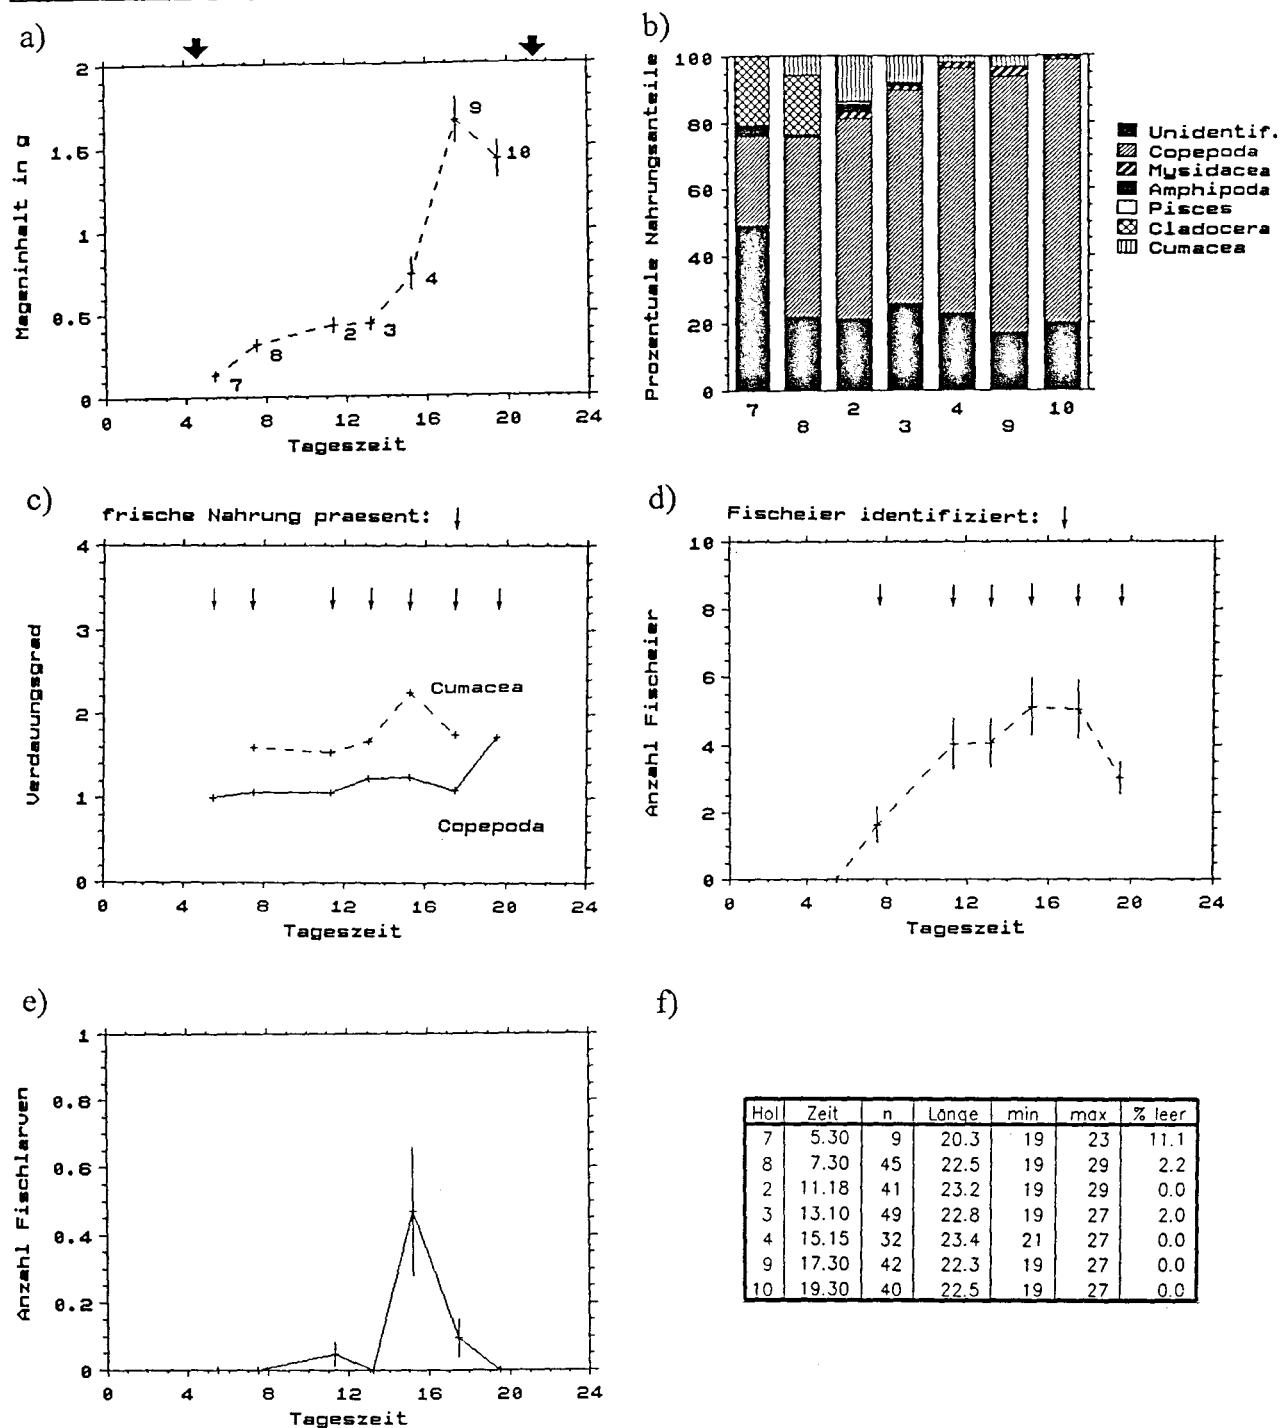 a)
2
1.5
1
0.5
0
Mageninhalt in g
7
8
2
3
4
9
10
0 4 8 12 16 20 24
Tageszeit
b)
100
80
60
40
20
0
Prozentuale Nahrungsanteile
7 8 2 3 4 9 10
Unidentif.
Copepoda
Mysidacea
Amphipoda
Pisces
Cladocera
Cumacea
c)
frische Nahrung praesent:
4
3
2
1
0
Verdauungsgrad
Cumacea
Copepoda
0 4 8 12 16 20 24
Tageszeit
d)
Fischeier identifiziert:
10
8
6
4
2
0
Anzahl Fischeier
0 4 8 12 16 20 24
Tageszeit
e)
1
0.8
0.6
0.4
0.2
0
Anzahl Fischlarven
0 4 8 12 16 20 24
Tageszeit
f)
Hol Zeit n Länge min max % leer
7 5.30 9 20.3 19 23 11.1
8 7.30 45 22.5 19 29 2.2
2 11.18 41 23.2 19 29 0.0
3 13.10 49 22.8 19 27 2.0
4 15.15 32 23.4 21 27 0.0
9 17.30 42 22.3 19 27 0.0
10 19.30 40 22.5 19 27 0.0